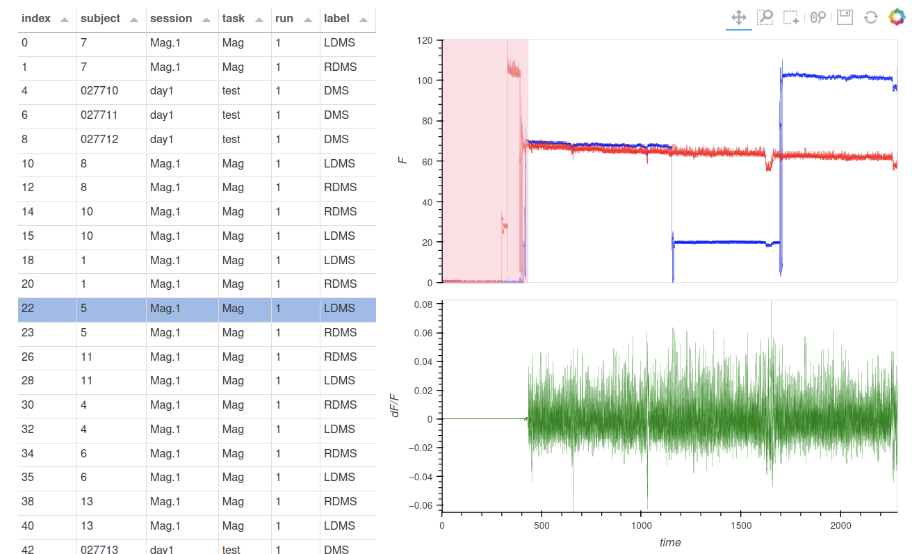 index subject session task run label
0 7 Mag.1 Mag 1 LDMS
1 7 Mag.1 Mag 1 RDMS
4 027710 day1 test 1 DMS
6 027711 day1 test 1 DMS
8 027712 day1 test 1 DMS
10 8 Mag.1 Mag 1 LDMS
12 8 Mag.1 Mag 1 RDMS
14 10 Mag.1 Mag 1 RDMS
15 10 Mag.1 Mag 1 LDMS
18 1 Mag.1 Mag 1 LDMS
20 1 Mag.1 Mag 1 RDMS
22 5 Mag.1 Mag 1 LDMS
23 5 Mag.1 Mag 1 RDMS
26 11 Mag.1 Mag 1 RDMS
28 11 Mag.1 Mag 1 LDMS
30 4 Mag.1 Mag 1 RDMS
32 4 Mag.1 Mag 1 LDMS
34 6 Mag.1 Mag 1 RDMS
35 6 Mag.1 Mag 1 LDMS
38 13 Mag.1 Mag 1 RDMS
40 13 Mag.1 Mag 1 LDMS
42 027713 day1 test 1 DMS
120
100
80
60
40
20
0
F
0.08
0.06
0.04
0.02
0
−0.02
−0.04
−0.06
dF/F
0 500 1000 1500 2000
time